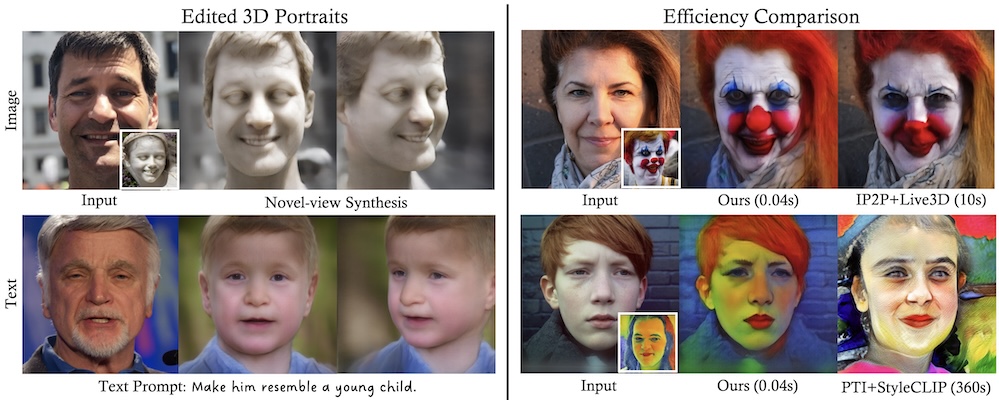 Edited 3D Portraits
Efficiency Comparison
Image
Input
Novel-view Synthesis
Input
Ours (0.04s)
IP2P+Live3D (10s)
Text
Text Prompt: Make him resemble a young child.
Input
Ours (0.04s)
PTI+StyleCLIP (360s)